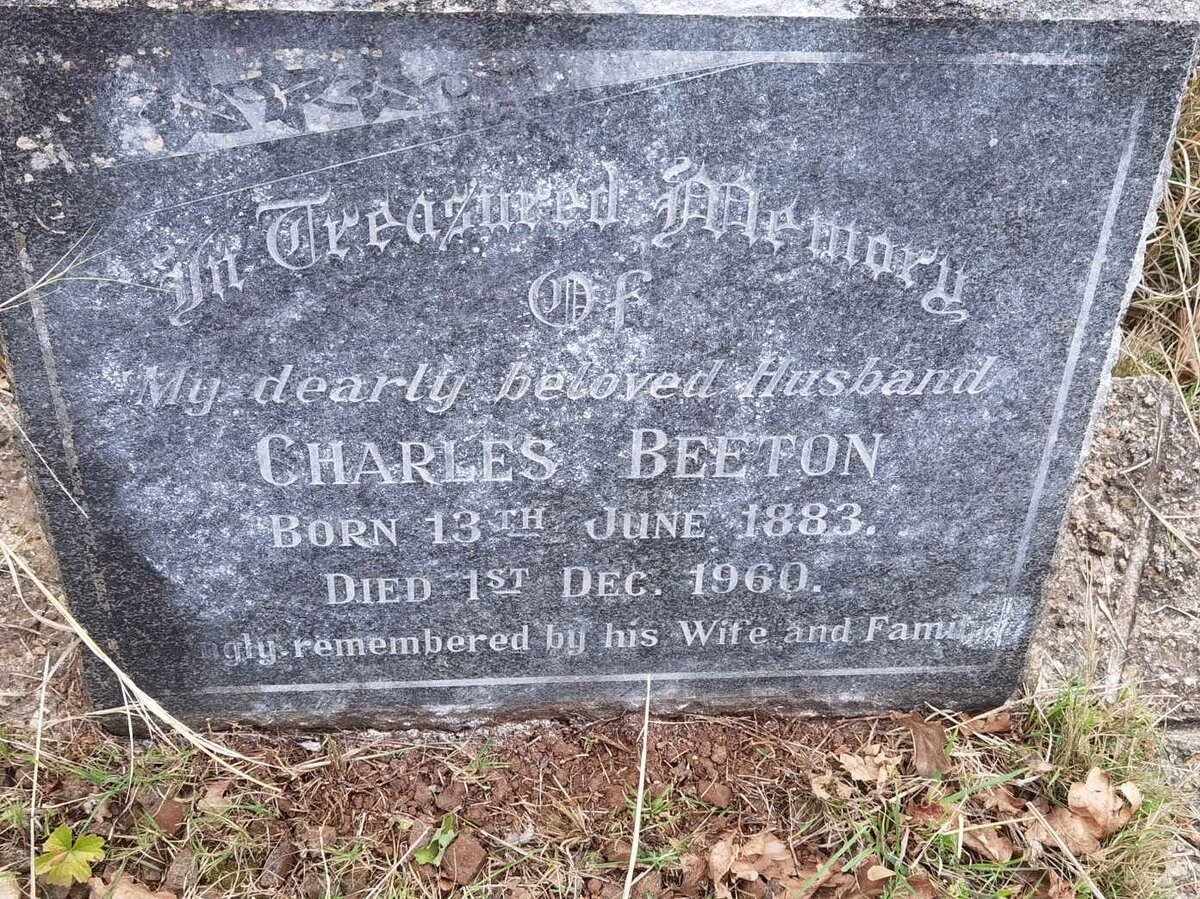 In Treasured Memory
Of
My dearly beloved Husband
CHARLES BEETON
BORN 13TH JUNE 1883.
DIED 1ST DEC. 1960.
remembered by his Wife and Family